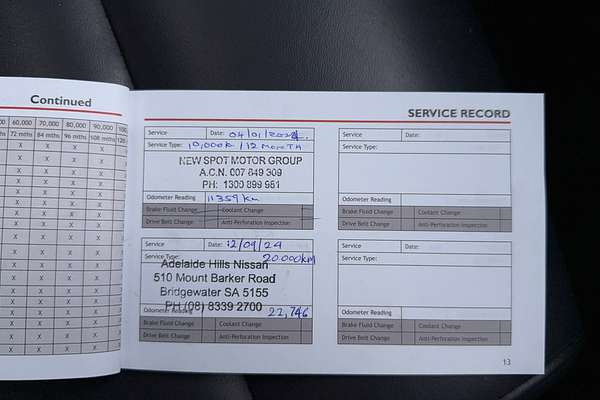 Continued
60,000 70,000 80,000 90,000
72 mths 84 mths 96 mths 108 mths
SERVICE RECORD
Service Date: 04/01/2024.
Service Type: 10,000k / 12 MONTH
NEW SPOT MOTOR GROUP
A.C.N. 007 849 309
PH: 1300 899 951
Odometer Reading 11359 km
Brake Fluid Change Coolant Change
Drive Belt Change Anti-Perforation Inspection
Service Date:
Service Type:
Odometer Reading
Brake Fluid Change Coolant Change
Drive Belt Change Anti-Perforation Inspection
Service Date: 12/09/24
Service Type: 20 000km
Adelaide Hills Nissan
510 Mount Barker Road
Bridgewater SA 5155
PH (08) 8339 2700
Odometer Reading 22,746
Brake Fluid Change Coolant Change
Drive Belt Change Anti-Perforation Inspection
Service Date:
Service Type:
Odometer Reading
Brake Fluid Change Coolant Change
Drive Belt Change Anti-Perforation Inspection
13